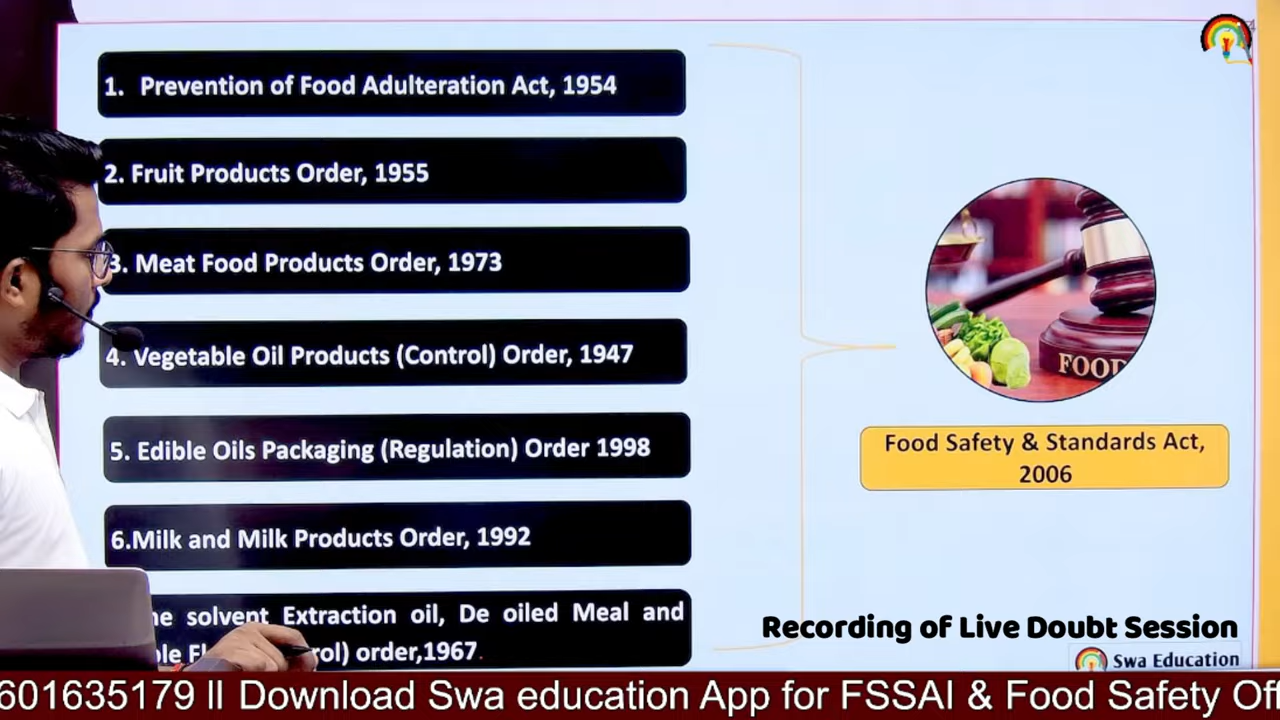 1. Prevention of Food Adulteration Act, 1954
2. Fruit Products Order, 1955
3. Meat Food Products Order, 1973
4. Vegetable Oil Products (Control) Order, 1947
5. Edible Oils Packaging (Regulation) Order 1998
6.Milk and Milk Products Order, 1992
solvent Extraction oil, De oiled Meal and
order,1967.
FOOD
Food Safety & Standards Act,
2006
Recording of Live Doubt Session
Swa Education
601635179 ll Download Swa education App for FSSAI & Food Safety Of